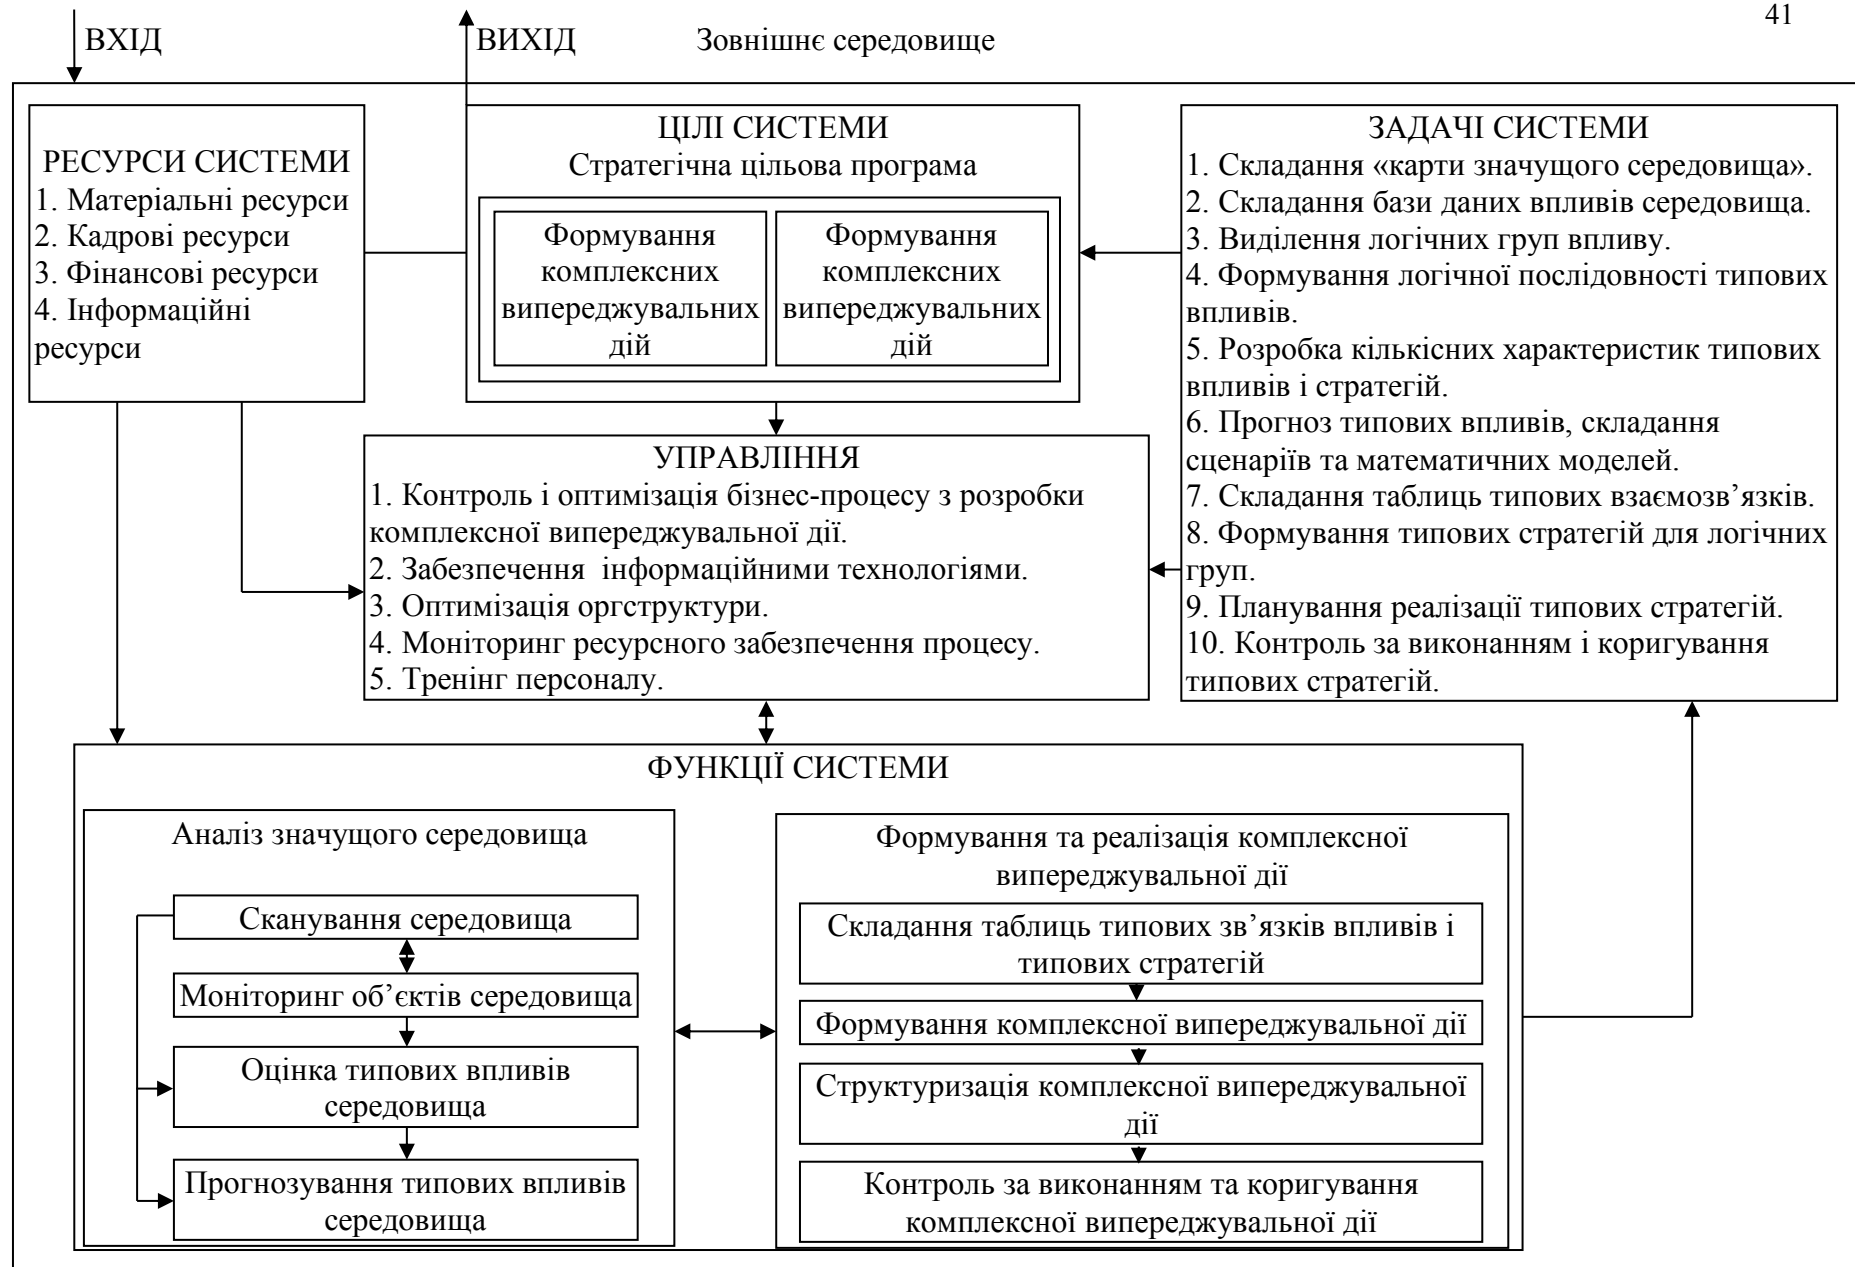 41
ВХІД
ВИХІД
Зовнішнє середовище
РЕСУРСИ СИСТЕМИ
1. Матеріальні ресурси
2. Кадрові ресурси
3. Фінансові ресурси
4. Інформаційні
ресурси
ЦІЛІ СИСТЕМИ
Стратегічна цільова програма
Формування
комплексних
випереджувальних
дій
Формування
комплексних
випереджувальних
дій
ЗАДАЧІ СИСТЕМИ
1. Складання «карти значущого середовища».
2. Складання бази даних впливів середовища.
3. Виділення логічних груп впливу.
4. Формування логічної послідовності типових
впливів.
5. Розробка кількісних характеристик типових
впливів і стратегій.
6. Прогноз типових впливів, складання
сценаріїв та математичних моделей.
7. Складання таблиць типових взаємозв’язків.
8. Формування типових стратегій для логічних
груп.
9. Планування реалізації типових стратегій.
10. Контроль за виконанням і коригування
типових стратегій.
УПРАВЛІННЯ
1. Контроль і оптимізація бізнес-процесу з розробки
комплексної випереджувальної дії.
2. Забезпечення інформаційними технологіями.
3. Оптимізація оргструктури.
4. Моніторинг ресурсного забезпечення процесу.
5. Тренінг персоналу.
ФУНКЦІЇ СИСТЕМИ
Аналіз значущого середовища
Сканування середовища
Моніторинг об’єктів середовища
Оцінка типових впливів
середовища
Прогнозування типових впливів
середовища
Формування та реалізація комплексної
випереджувальної дії
Складання таблиць типових зв’язків впливів і
типових стратегій
Формування комплексної випереджувальної дії
Структуризація комплексної випереджувальної
дії
Контроль за виконанням та коригування
комплексної випереджувальної дії